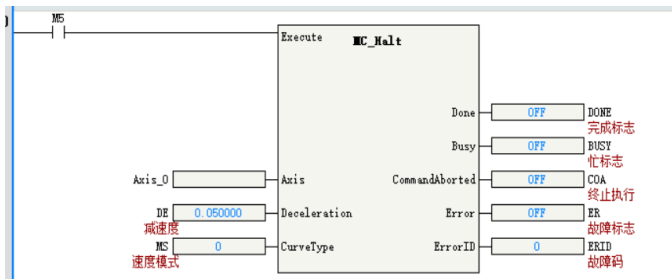 M5
Execute MC_Halt
Done OFF DONE
完成标志
Busy OFF BUSY
忙标志
Axis_0 Axis CommandAborted OFF COA
终止执行
DE 0.050000 Deceleration Error OFF ER
减速度 故障标志
MS 0 CurveType ErrorID 0 ERID
速度模式 故障码